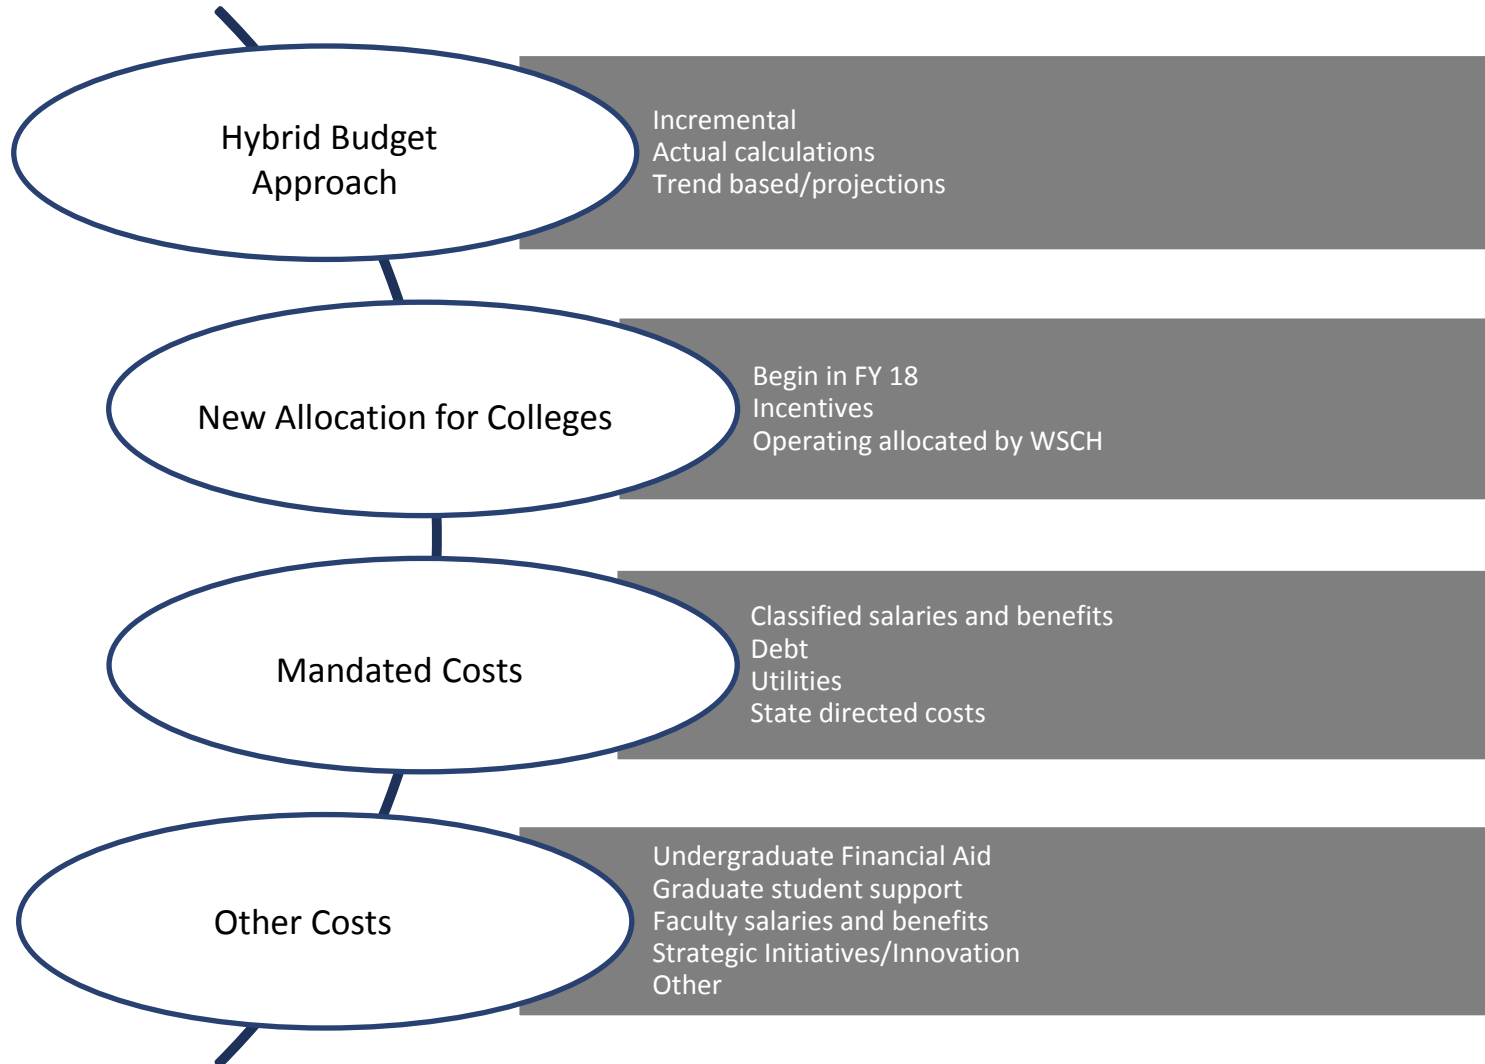 Hybrid Budget
Approach
Incremental
Actual calculations
Trend based/projections
New Allocation for Colleges
Begin in FY 18
Incentives
Operating allocated by WSCH
Mandated Costs
Classified salaries and benefits
Debt
Utilities
State directed costs
Other Costs
Undergraduate Financial Aid
Graduate student support
Faculty salaries and benefits
Strategic Initiatives/Innovation
Other